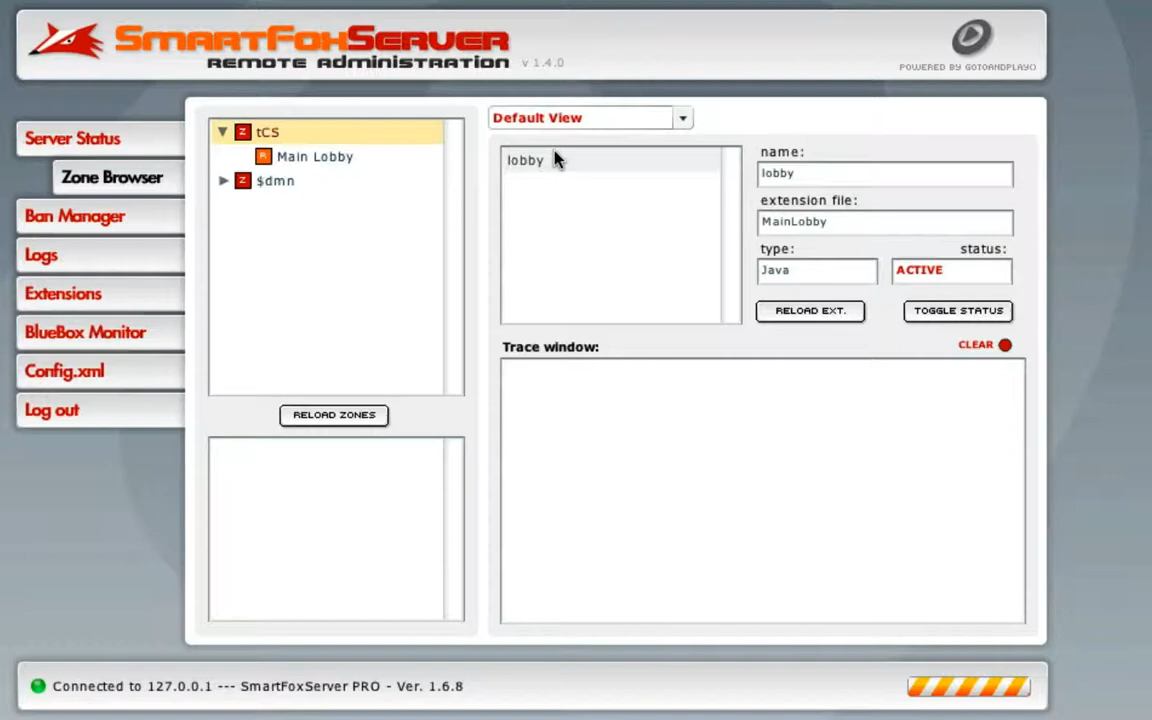 SMARTFOXSERVER
REMOTE ADMINISTRATION v 1.4.0
POWERED BY GOTOANDPLAY()
Server Status
Zone Browser
Ban Manager
Logs
Extensions
BlueBox Monitor
Config.xml
Log out
Z tCS
R Main Lobby
Z $dmn
RELOAD ZONES
Default View
lobby
name:
lobby
extension file:
MainLobby
type:
status:
Java
ACTIVE
RELOAD EXT.
TOGGLE STATUS
Trace window:
CLEAR
Connected to 127.0.0.1 --- SmartFoxServer PRO - Ver. 1.6.8